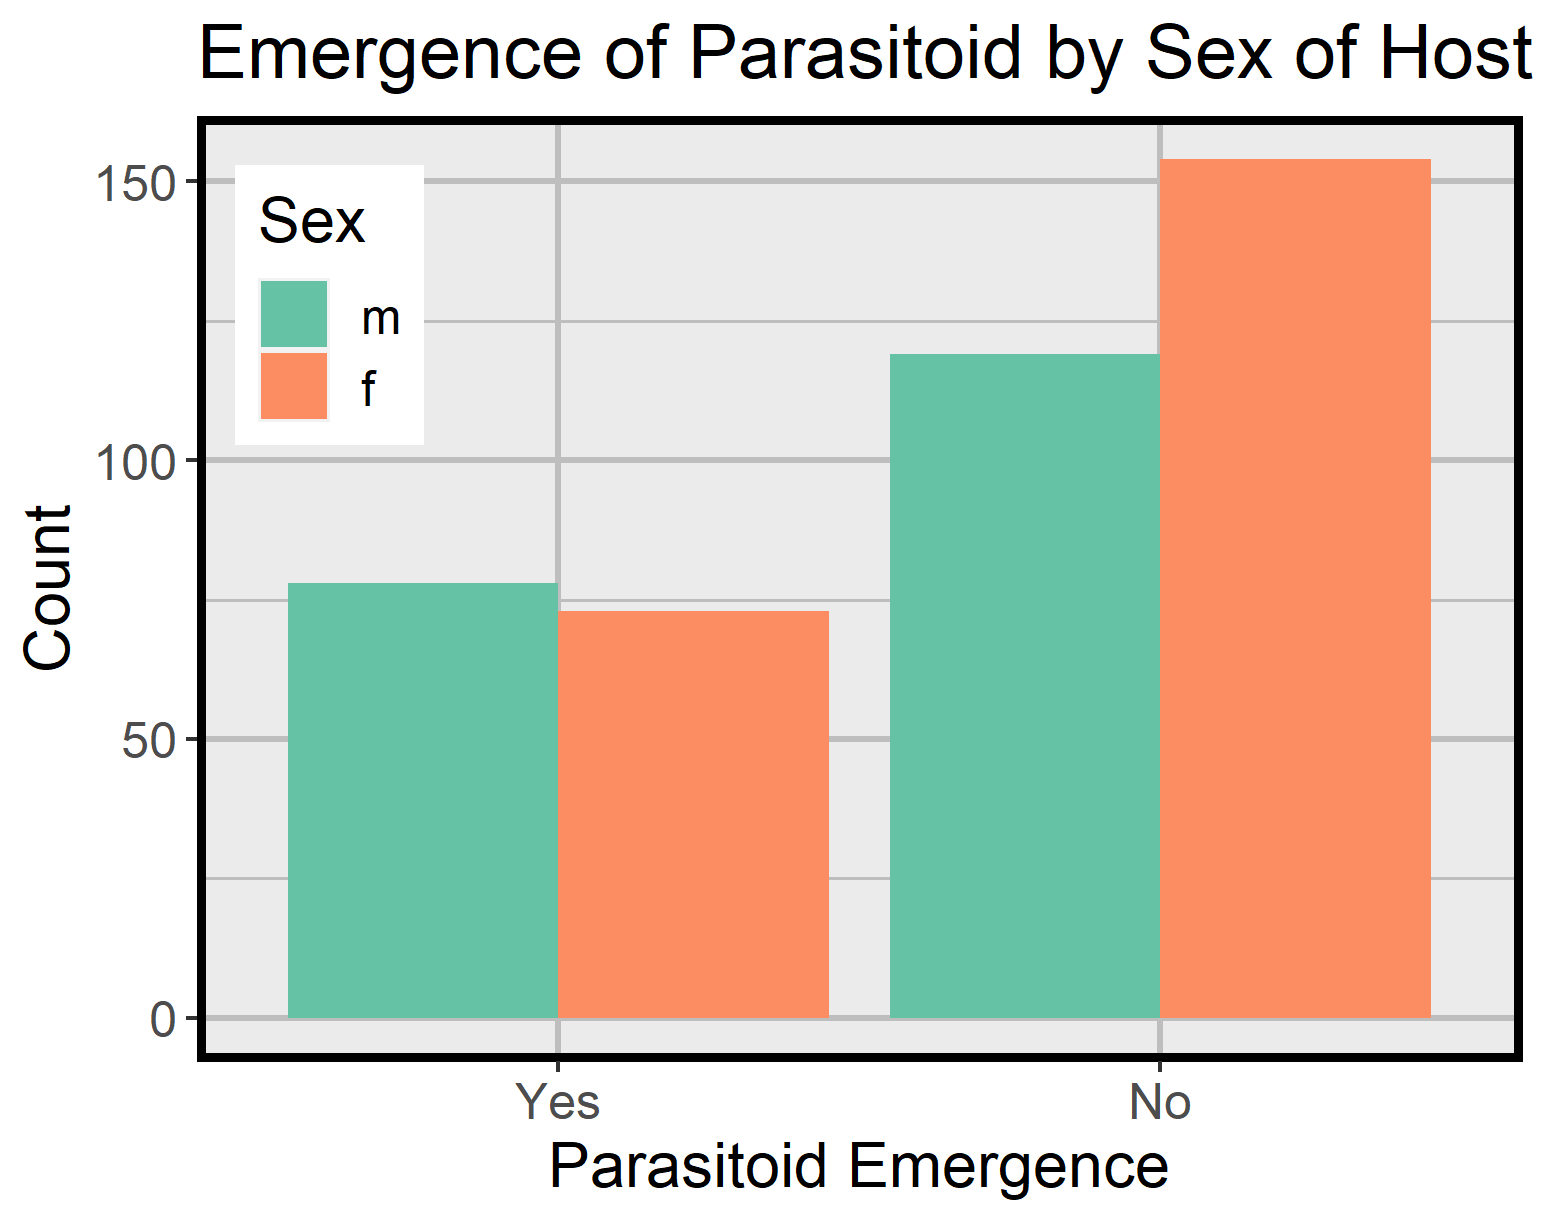 Emergence of Parasitoid by Sex of Host
150
100
50
0
Count
Sex
m
f
Yes
No
Parasitoid Emergence